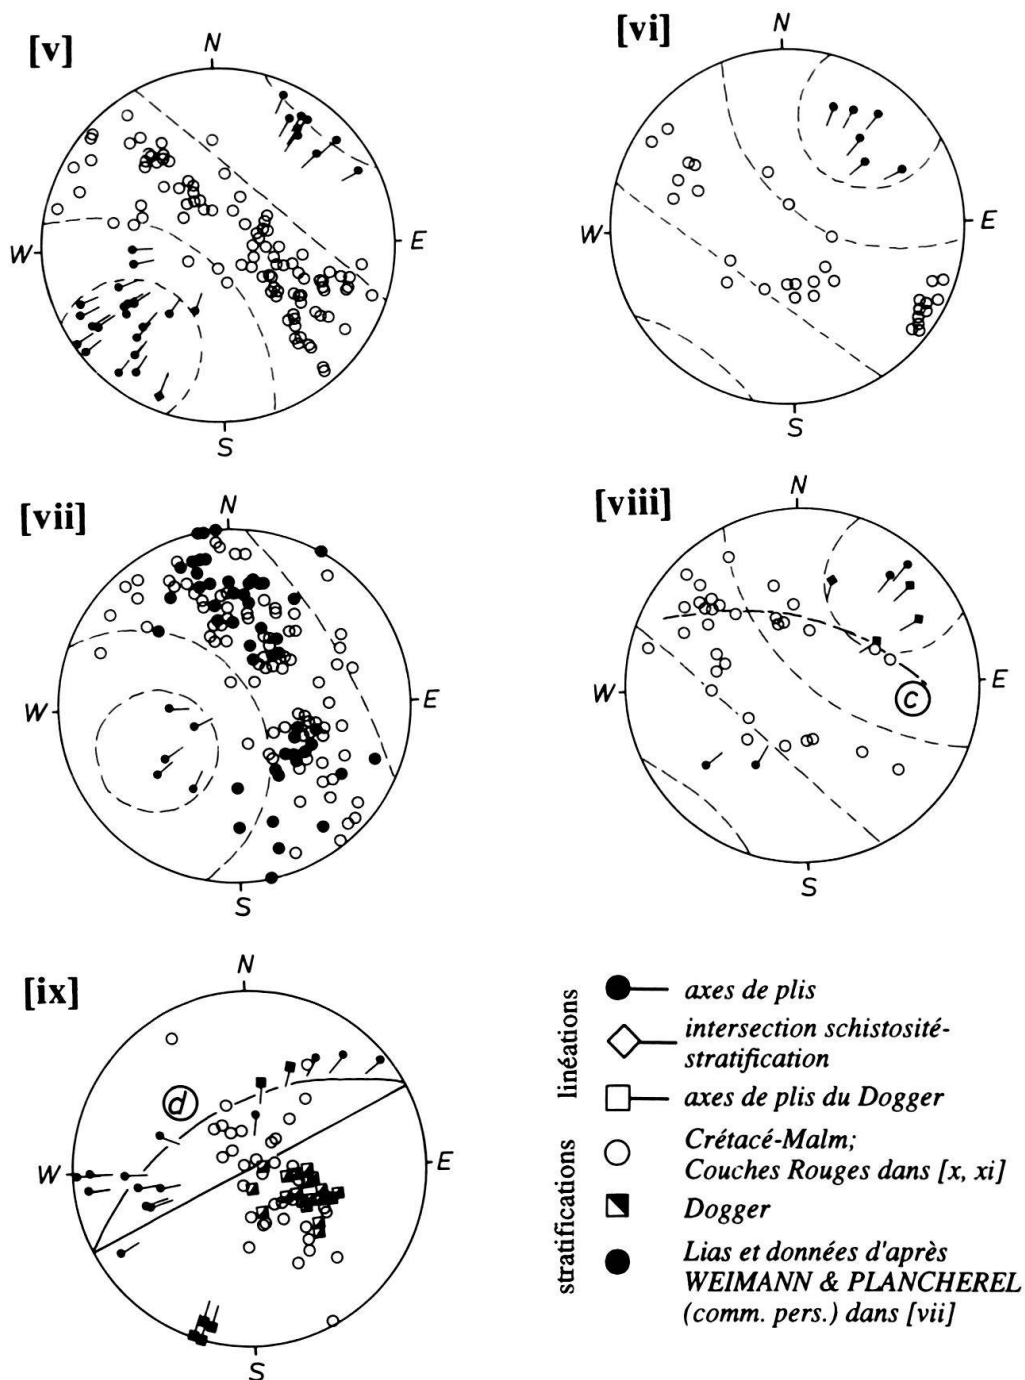 [v]
N
W
E
S
[vi]
N
W
E
S
[vii]
N
W
E
S
[viii]
N
W
E
S
c
[ix]
N
W
E
S
d
linéations
axes de plis
intersection schistosité-
stratification
axes de plis du Dogger
stratifications
Crétacé-Malm;
Couches Rouges dans [x, xi]
Dogger
Lias et données d'après
WEIMANN & PLANCHEREL
(comm. pers.) dans [vii]